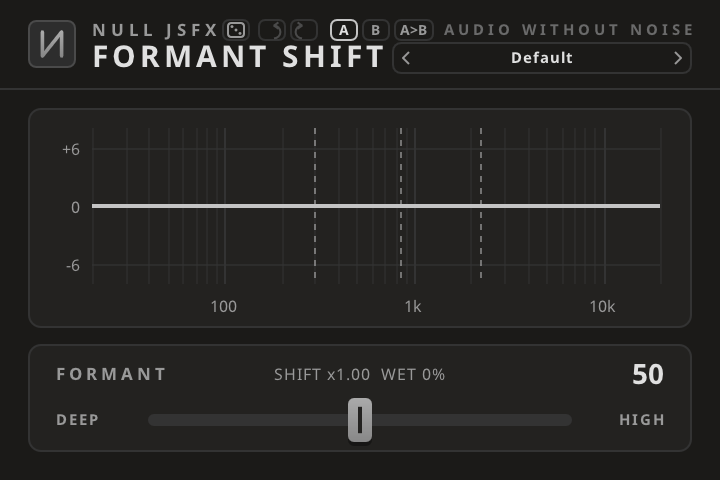 NULL JSFX A B A>B AUDIO WITHOUT NOISE
FORMANT SHIFT Default
+6
0
-6
100 1k 10k
FORMANT SHIFT x1.00 WET 0% 50
DEEP HIGH